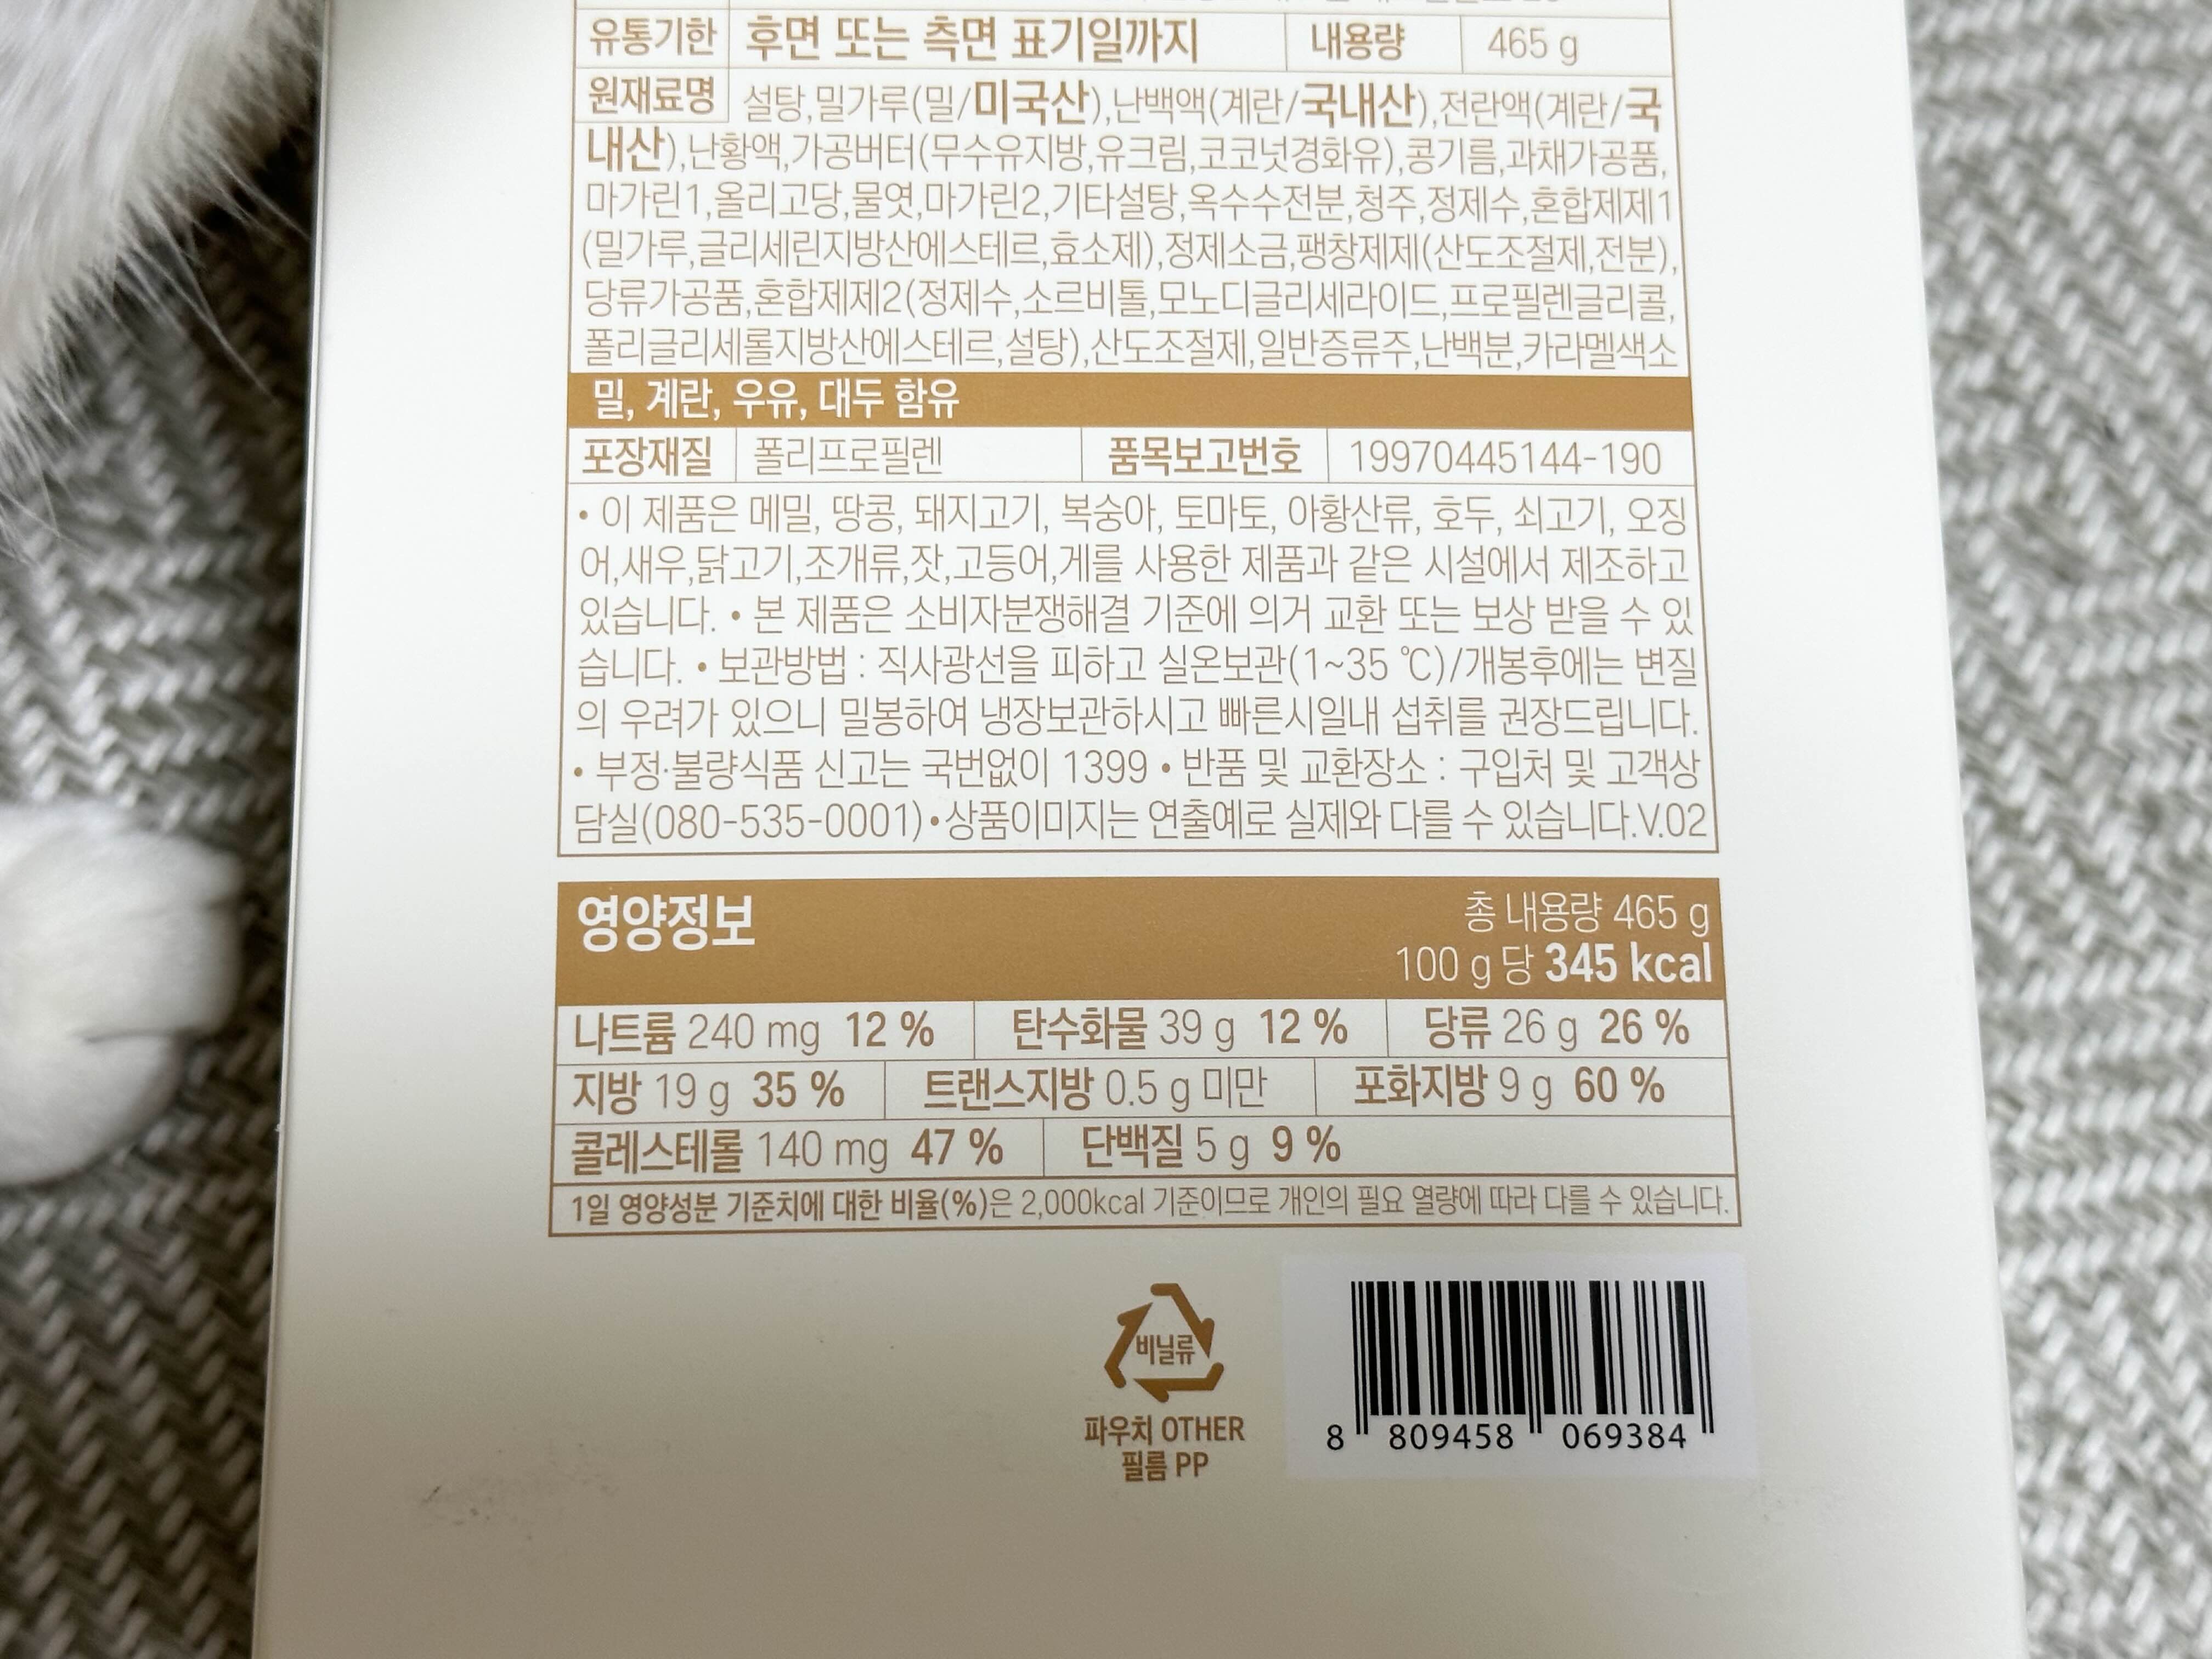 유통기한 후면 또는 측면 표기일까지 내용량 465 g
원재료명 설탕,밀가루(밀/미국산),난백액(계란/국내산),전란액(계란/국
내산),난황액,가공버터(무수유지방,유크림,코코넛경화유),콩기름,과채가공품,
마가린1,올리고당,물엿,마가린2,기타설탕,옥수수전분,청주,정제수,혼합제제1
(밀가루,글리세린지방산에스테르,효소제),정제소금,팽창제제(산도조절제,전분),
당류가공품,혼합제제2(정제수,소르비톨,모노디글리세라이드,프로필렌글리콜,
폴리글리세롤지방산에스테르,설탕),산도조절제,일반증류주,난백분,카라멜색소
밀, 계란, 우유, 대두 함유
포장재질 폴리프로필렌 품목보고번호 19970445144-190
• 이 제품은 메밀, 땅콩, 돼지고기, 복숭아, 토마토, 아황산류, 호두, 쇠고기, 오징
어,새우,닭고기,조개류,잣,고등어,게를 사용한 제품과 같은 시설에서 제조하고
있습니다. • 본 제품은 소비자분쟁해결 기준에 의거 교환 또는 보상 받을 수 있
습니다. • 보관방법 : 직사광선을 피하고 실온보관(1~35 ℃)/개봉후에는 변질
의 우려가 있으니 밀봉하여 냉장보관하시고 빠른시일내 섭취를 권장드립니다.
• 부정·불량식품 신고는 국번없이 1399 • 반품 및 교환장소 : 구입처 및 고객상
담실(080-535-0001)•상품이미지는 연출예로 실제와 다를 수 있습니다.V.02
영양정보 총 내용량 465 g
100 g 당 345 kcal
나트륨 240 mg 12 % 탄수화물 39 g 12 % 당류 26 g 26 %
지방 19 g 35 % 트랜스지방 0.5 g 미만 포화지방 9 g 60 %
콜레스테롤 140 mg 47 % 단백질 5 g 9 %
1일 영양성분 기준치에 대한 비율(%)은 2,000kcal 기준이므로 개인의 필요 열량에 따라 다를 수 있습니다.
비닐류
파우치 OTHER
필름 PP
8 809458 069384